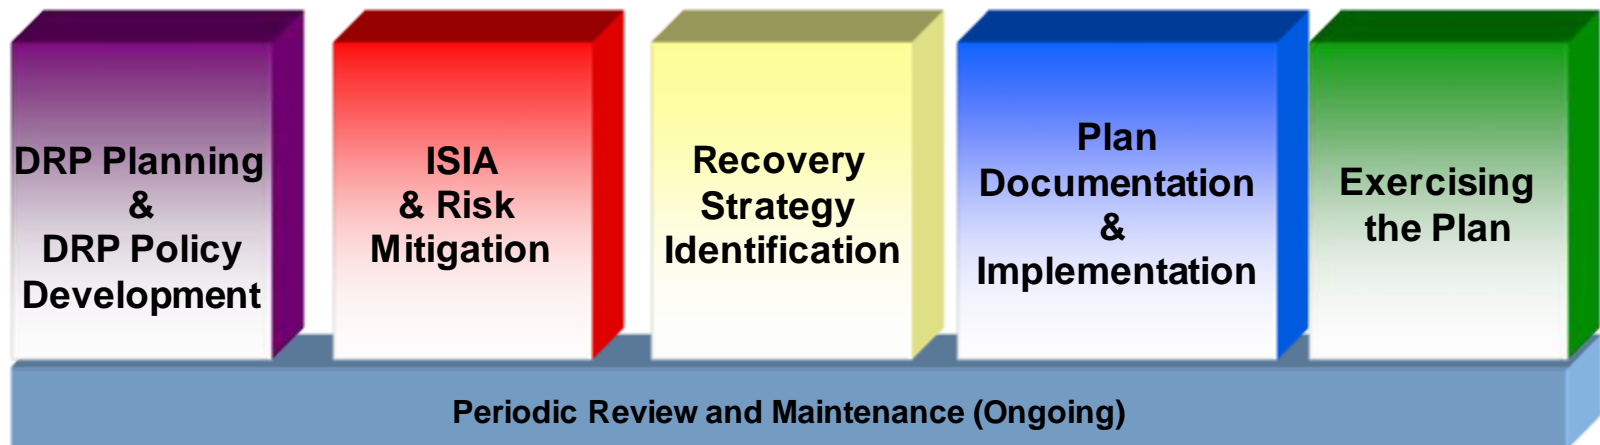 DRP Planning
&
DRP Policy
Development
ISIA
& Risk
Mitigation
Recovery
Strategy
Identification
Plan
Documentation
&
Implementation
Exercising
the Plan
Periodic Review and Maintenance (Ongoing)